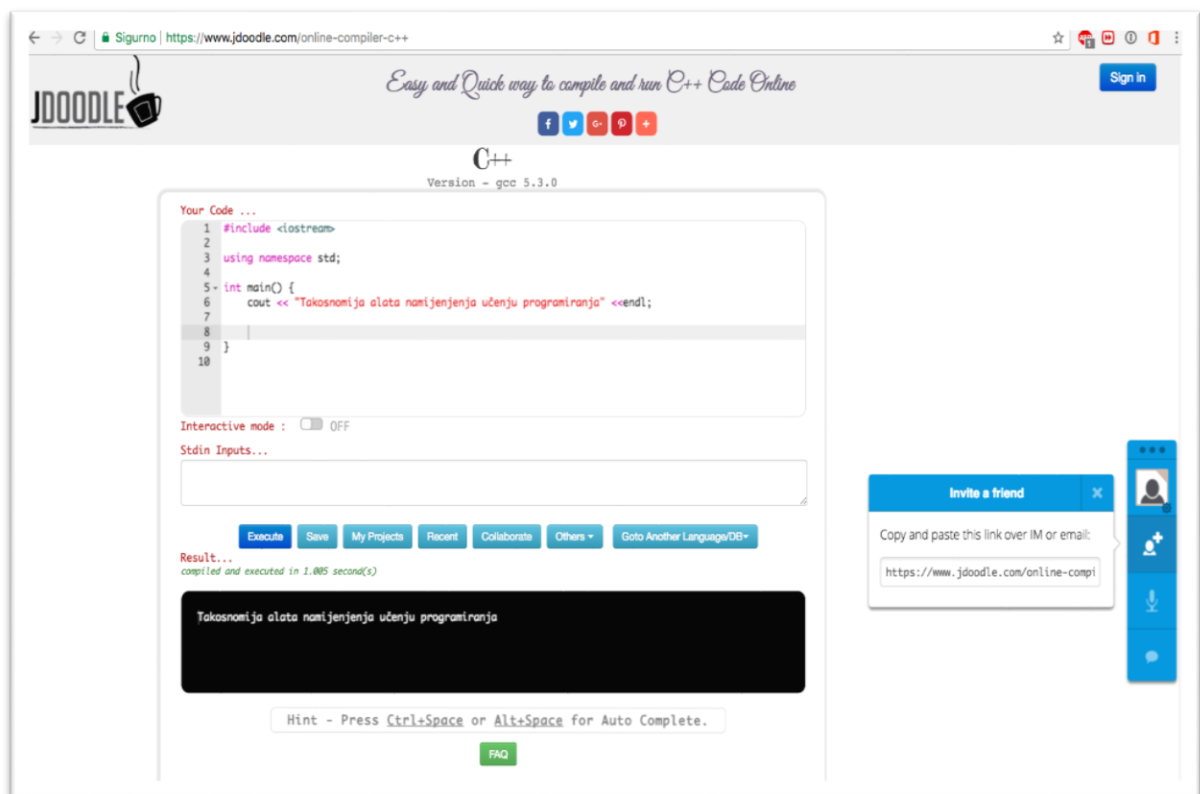 Sigurno | https://www.jdoodle.com/online-compiler-c++
JDOODLE
Easy and Quick way to compile and run C++ Code Online
Sign in
C++
Version - gcc 5.3.0
Your Code ...
1 #include <iostream>
2
3 using namespace std;
4
5 int main() {
6 cout << "Takosnomija alata namijenjenja učenju programiranja" <<endl;
7
8
9 }
10
Interactive mode : OFF
Stdin Inputs...
Execute Save My Projects Recent Collaborate Others Goto Another Language/DB
Result...
compiled and executed in 1.005 second(s)
Takosnomija alata namijenjenja učenju programiranja
Hint - Press Ctrl+Space or Alt+Space for Auto Complete.
FAQ
Invite a friend
Copy and paste this link over IM or email:
https://www.jdoodle.com/online-compi